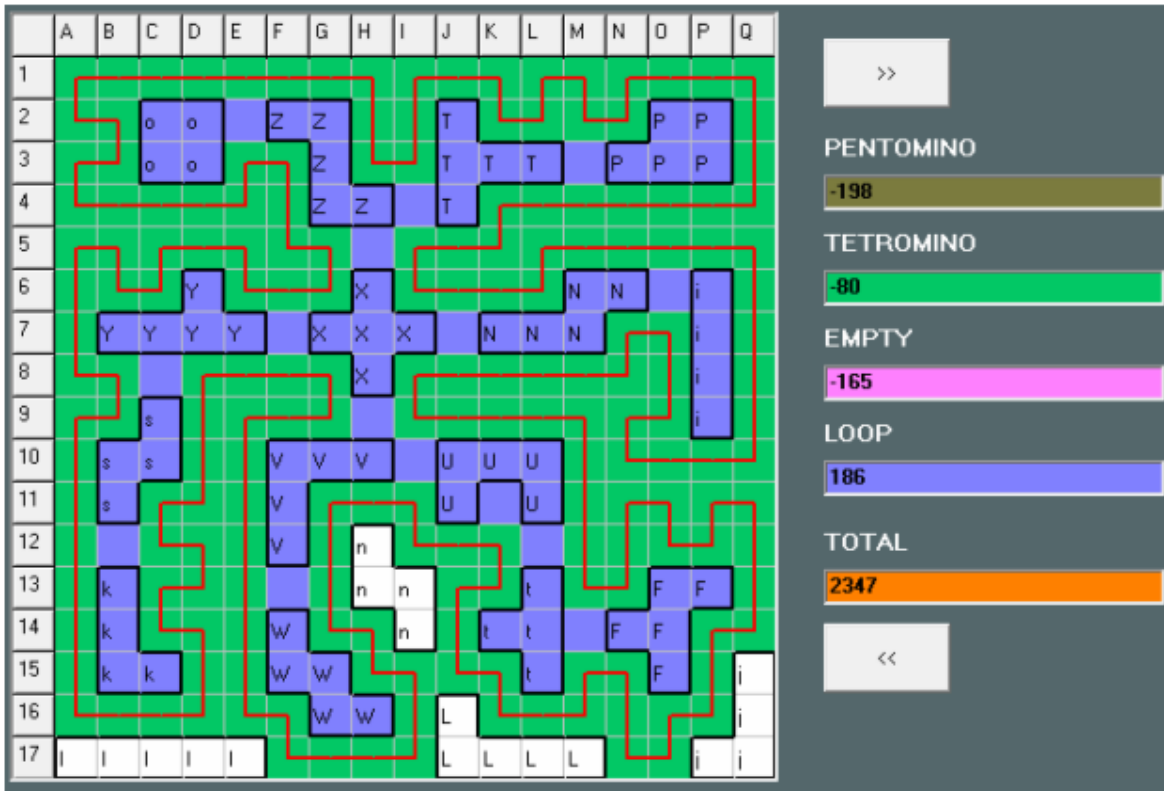 A B C D E F G H I J K L M N O P Q
1
2 o o Z Z T P P
3 o o Z T T T P P P
4 Z Z T
5
6 Y X N N i
7 Y Y Y Y X X X N N N i
8 X i
9 s i
10 s s V V V U U U
11 s V U U
12 V n
13 k n n t F F
14 k W n t t F F
15 k k W W t F j
16 W W L j
17 I I I I I L L L L j j
>>
PENTOMINO
-198
TETROMINO
-80
EMPTY
-165
LOOP
186
TOTAL
2347
<<